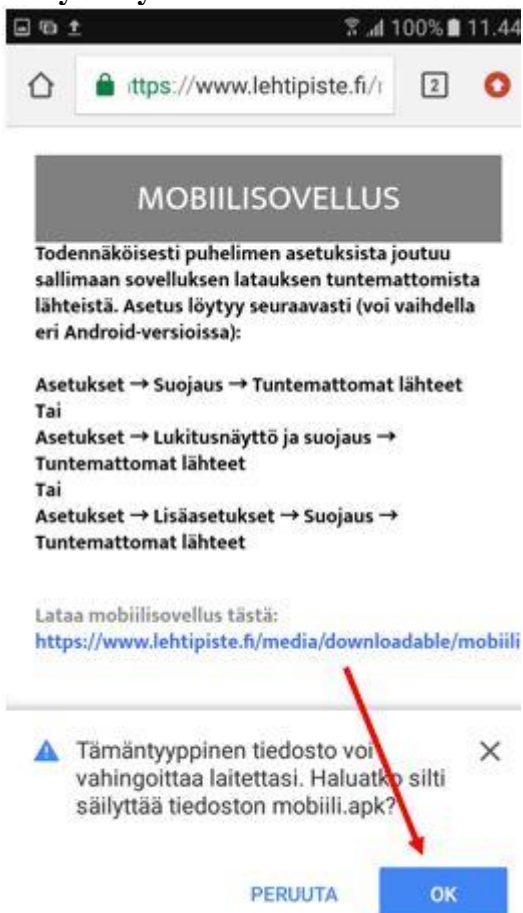 100% 11.44
ttps://www.lehtipiste.fi/r
2
MOBIILISOVELLUS
Todennäköisesti puhelimen asetuksista joutuu
sallimaan sovelluksen latauksen tuntemattomista
lähteistä. Asetus löytyy seuraavasti (voi vaihdella
eri Android-versioissa):
Asetukset → Suojaus → Tuntemattomat lähteet
Tai
Asetukset → Lukitusnäyttö ja suojaus →
Tuntemattomat lähteet
Tai
Asetukset → Lisäasetukset → Suojaus →
Tuntemattomat lähteet
Lataa mobiilisovellus tästä:
https://www.lehtipiste.fi/media/downloadable/mobiili
Tämäntyyppinen tiedosto voi
vahingoittaa laitettasi. Haluatko silti
säilyttää tiedoston mobiili.apk?
PERUUTA OK